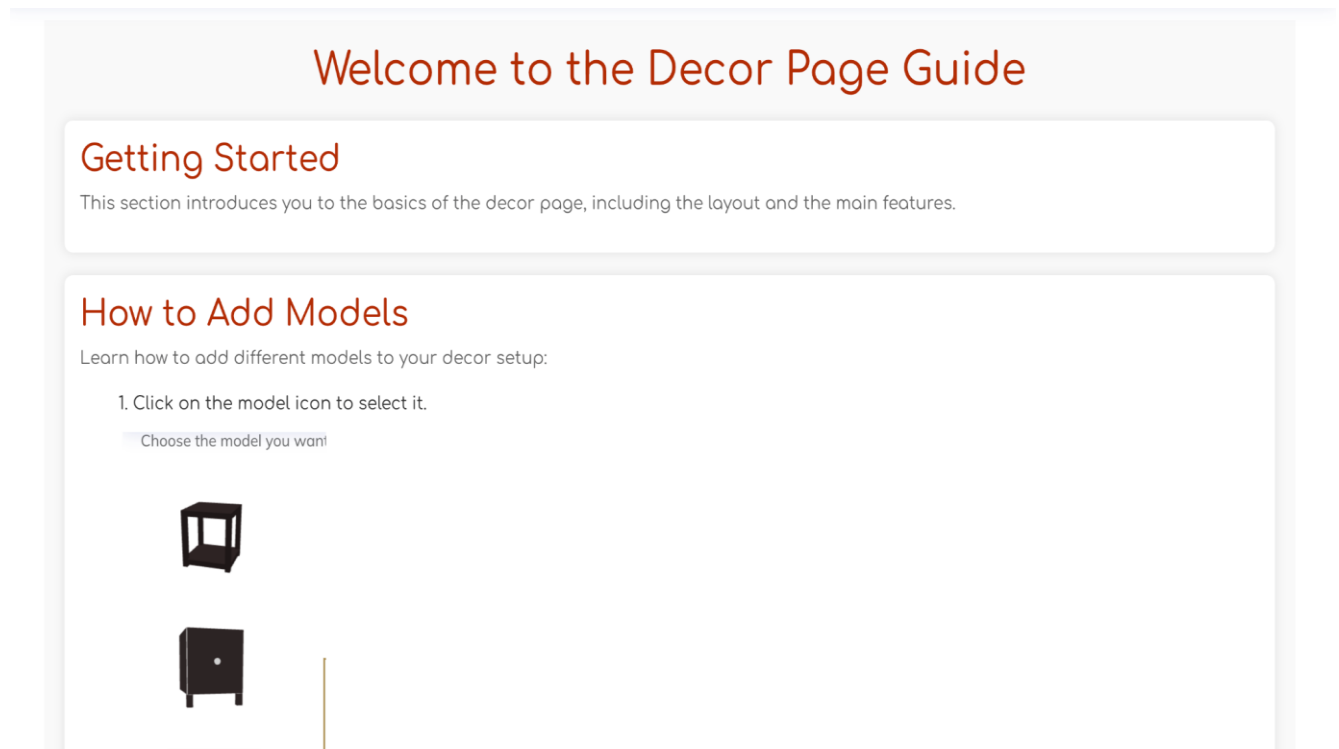 Welcome to the Decor Page Guide
Getting Started
This section introduces you to the basics of the decor page, including the layout and the main features.
How to Add Models
Learn how to add different models to your decor setup:
1. Click on the model icon to select it.
Choose the model you want